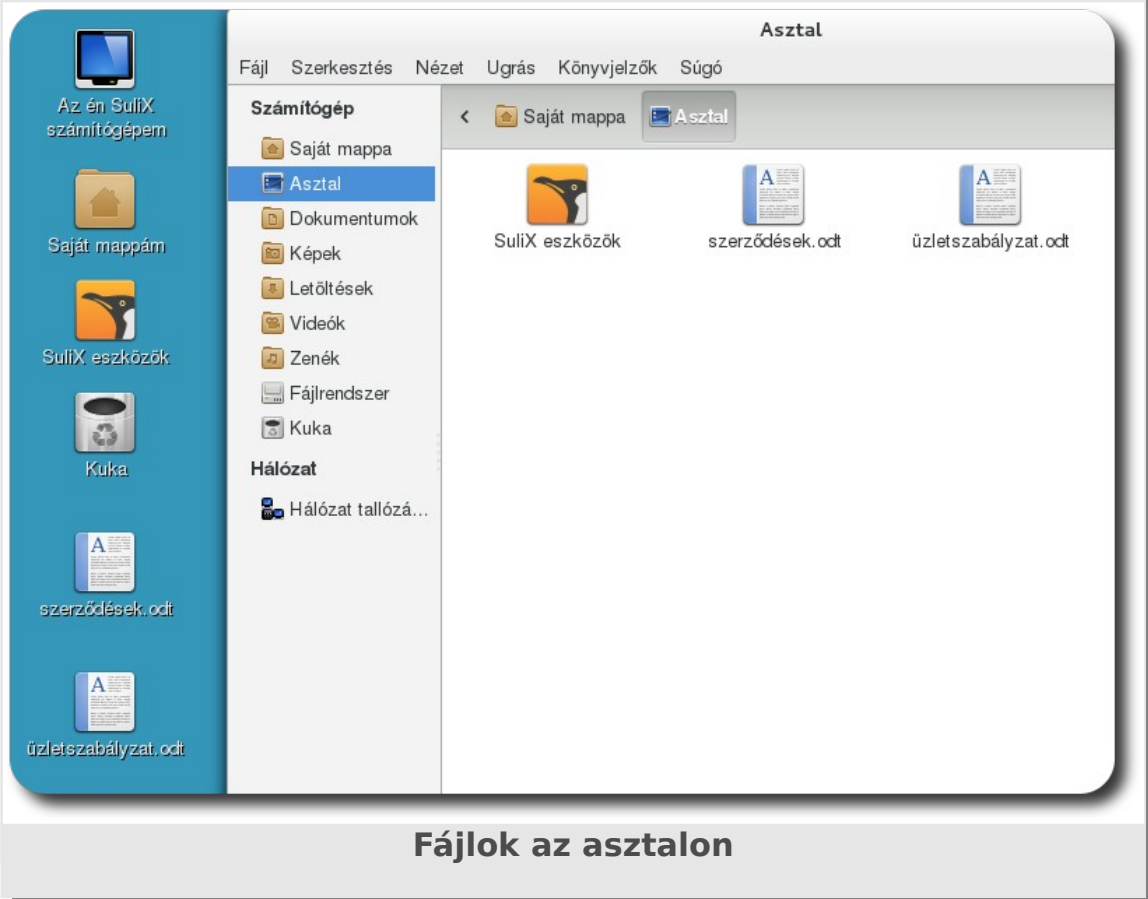 Az én SuliX
számítógépem
Saját mappám
SuliX eszközök
Kuka
szerződések.odt
üzletszabályzat.odt
Asztal
Fájl Szerkesztés Nézet Ugrás Könyvjelzők Súgó
Számítógép
Saját mappa
Asztal
Dokumentumok
Képek
Letöltések
Videók
Zenék
Fájlrendszer
Kuka
Hálózat
Hálózat tallózá...
Saját mappa Asztal
SuliX eszközök szerződések.odt üzletszabályzat.odt
Fájlok az asztalon